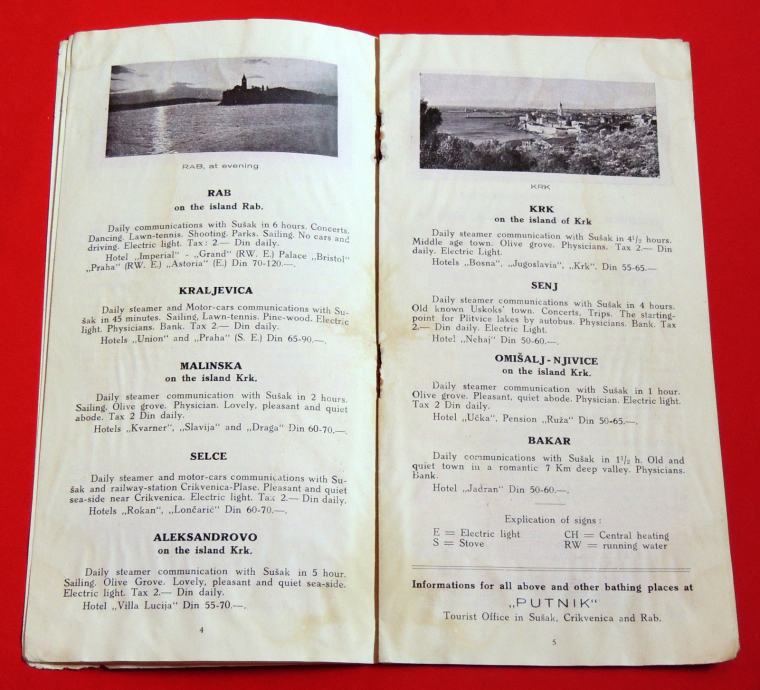 RAB, at evening
RAB
on the island Rab.
Daily communications with Sušak in 6 hours. Concerts.
Dancing. Lawn-tennis. Shooting. Parks. Sailing. No cars and
driving. Electric light. Tax: 2.— Din daily.
Hotel „Imperial" - „Grand" (RW. E.) Palace „Bristol"
„Praha" (RW. E.) „Astoria" (E.) Din 70-120.—.
KRALJEVICA
Daily steamer and Motor-cars communications with Su-
šak in 45 minutes. Sailing, Lawn-tennis. Pine-wood. Electric
light. Physicians. Bank. Tax 2.— Din daily.
Hotels „Union" and „Praha" (S. E.) Din 65-90.—.
MALINSKA
on the island Krk.
Daily steamer communication with Sušak in 2 hours.
Sailing. Olive grove. Physician. Lovely, pleasant and quiet
abode. Tax 2 Din daily.
Hotels „Kvarner", „Slavija" and „Draga" Din 60-70.—.
SELCE
Daily steamer and motor-cars communications with Su-
šak and railway-station Crikvenica-Plase. Pleasant and quiet
sea-side near Crikvenica. Electric light. Tax 2.— Din daily.
Hotels „Rokan", „Lončarić" Din 60-70.—.
ALEKSANDROVO
on the island Krk.
Daily steamer communication with Sušak in 5 hour.
Sailing. Olive Grove. Lovely, pleasant and quiet sea-side.
Electric light. Tax 2.— Din daily.
Hotel „Villa Lucija" Din 55-70—.
4
KRK
KRK
on the island of Krk
Daily steamer communication with Sušak in 4½ hours.
Middle age town. Olive grove. Physicians. Tax 2.— Din
daily. Electric Light.
Hotels „Bosna", „Jugoslavia", „Krk". Din 55-65—.
SENJ
Daily steamer communications with Sušak in 4 hours.
Old known Uskoks' town. Concerts, Trips. The starting-
point for Plitvice lakes by autobus. Physicians. Bank. Tax
2.— Din daily. Electric Light.
Hotel „Nehaj" Din 50-60.—.
OMIŠALJ - NJIVICE
on the island Krk.
Daily steamer communication with Sušak in 1 hour.
Olive grove. Pleasant, quiet abode. Physician. Electric light.
Tax 2 Din daily.
Hotel „Učka", Pension „Ruža" Din 50-65.—.
BAKAR
Daily communications with Sušak in 1½ h. Old and
quiet town in a romantic 7 Km deep valley. Physicians.
Bank.
Hotel „Jadran" Din 50-60.—.
Explication of signs:
E = Electric light CH = Central heating
S = Stove RW = running water
Informations for all above and other bathing places at
„PUTNIK"
Tourist Office in Sušak, Crikvenica and Rab.
5